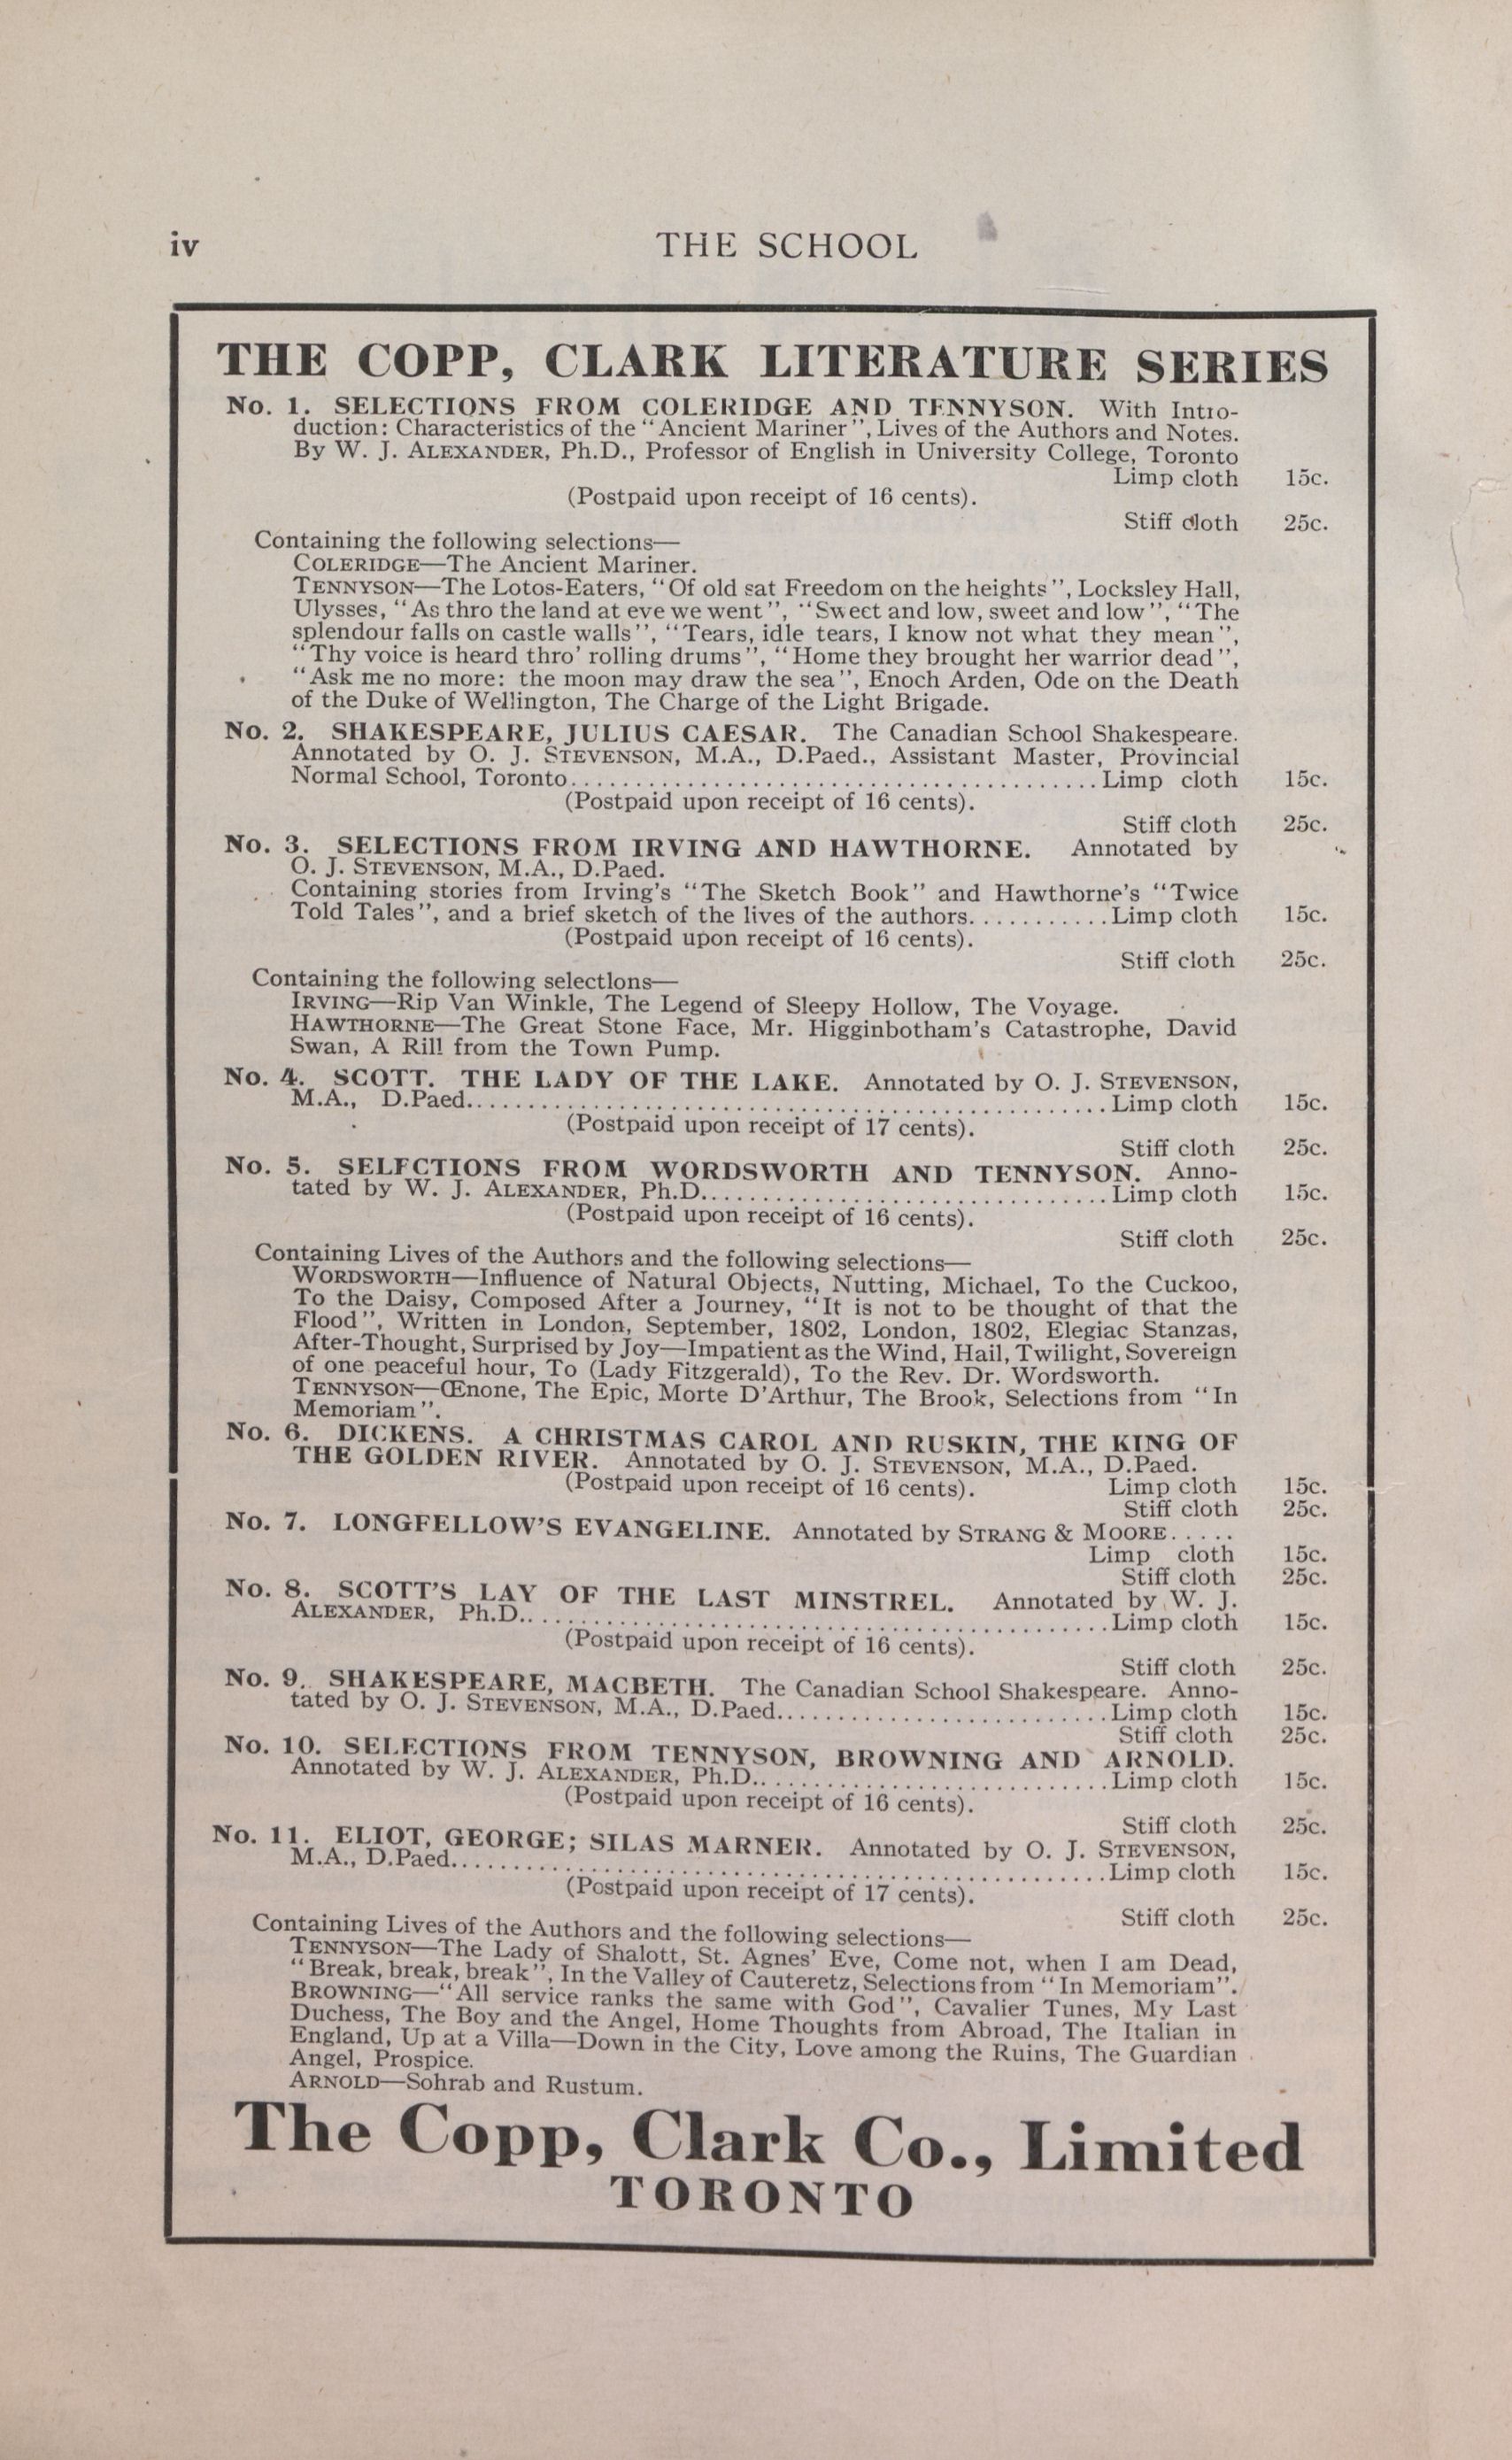 iv
THE SCHOOL
THE COPP, CLARK LITERATURE SERIES
No. 1. SELECTIONS FROM COLERIDGE AND TENNYSON. With Intro-
duction: Characteristics of the "Ancient Mariner", Lives of the Authors and Notes.
By W. J. ALEXANDER, Ph.D., Professor of English in University College, Toronto
Limp cloth 15c.
(Postpaid upon receipt of 16 cents).
Stiff cloth 25c.
Containing the following selections—
COLERIDGE—The Ancient Mariner.
TENNYSON—The Lotos-Eaters, "Of old sat Freedom on the heights", Locksley Hall,
Ulysses, "As thro the land at eve we went", "Sweet and low, sweet and low", "The
splendour falls on castle walls", "Tears, idle tears, I know not what they mean",
"Thy voice is heard thro' rolling drums", "Home they brought her warrior dead",
"Ask me no more: the moon may draw the sea", Enoch Arden, Ode on the Death
of the Duke of Wellington, The Charge of the Light Brigade.
No. 2. SHAKESPEARE, JULIUS CAESAR. The Canadian School Shakespeare.
Annotated by O. J. STEVENSON, M.A., D.Paed., Assistant Master, Provincial
Normal School, Toronto........................................Limp cloth 15c.
(Postpaid upon receipt of 16 cents).
Stiff cloth 25c.
No. 3. SELECTIONS FROM IRVING AND HAWTHORNE. Annotated by
O. J. STEVENSON, M.A., D.Paed.
Containing stories from Irving's "The Sketch Book" and Hawthorne's "Twice
Told Tales", and a brief sketch of the lives of the authors...........Limp cloth 15c.
(Postpaid upon receipt of 16 cents).
Stiff cloth 25c.
Containing the following selectlons—
IRVING—Rip Van Winkle, The Legend of Sleepy Hollow, The Voyage.
HAWTHORNE—The Great Stone Face, Mr. Higginbotham's Catastrophe, David
Swan, A Rill from the Town Pump.
No. 4. SCOTT. THE LADY OF THE LAKE. Annotated by O. J. STEVENSON,
M.A., D.Paed.................................................Limp cloth 15c.
(Postpaid upon receipt of 17 cents).
Stiff cloth 25c.
No. 5. SELECTIONS FROM WORDSWORTH AND TENNYSON. Anno-
tated by W. J. ALEXANDER, Ph.D...............................Limp cloth 15c.
(Postpaid upon receipt of 16 cents).
Stiff cloth 25c.
Containing Lives of the Authors and the following selections—
WORDSWORTH—Influence of Natural Objects, Nutting, Michael, To the Cuckoo,
To the Daisy, Composed After a Journey, "It is not to be thought of that the
Flood", Written in London, September, 1802, London, 1802, Elegiac Stanzas,
After-Thought, Surprised by Joy—Impatient as the Wind, Hail, Twilight, Sovereign
of one peaceful hour, To (Lady Fitzgerald), To the Rev. Dr. Wordsworth.
TENNYSON—Œnone, The Epic, Morte D'Arthur, The Brook, Selections from "In
Memoriam".
No. 6. DICKENS. A CHRISTMAS CAROL AND RUSKIN, THE KING OF
THE GOLDEN RIVER. Annotated by O. J. STEVENSON, M.A., D.Paed.
(Postpaid upon receipt of 16 cents). Limp cloth 15c.
Stiff cloth 25c.
No. 7. LONGFELLOW'S EVANGELINE. Annotated by STRANG & MOORE.....
Limp cloth 15c.
Stiff cloth 25c.
No. 8. SCOTT'S LAY OF THE LAST MINSTREL. Annotated by W. J.
ALEXANDER, Ph.D.............................................Limp cloth 15c.
(Postpaid upon receipt of 16 cents).
Stiff cloth 25c.
No. 9. SHAKESPEARE, MACBETH. The Canadian School Shakespeare. Anno-
tated by O. J. STEVENSON, M.A., D.Paed..........................Limp cloth 15c.
Stiff cloth 25c.
No. 10. SELECTIONS FROM TENNYSON, BROWNING AND ARNOLD.
Annotated by W. J. ALEXANDER, Ph.D...........................Limp cloth 15c.
(Postpaid upon receipt of 16 cents).
Stiff cloth 25c.
No. 11. ELIOT, GEORGE; SILAS MARNER. Annotated by O. J. STEVENSON,
M.A., D.Paed..................................................Limp cloth 15c.
(Postpaid upon receipt of 17 cents).
Stiff cloth 25c.
Containing Lives of the Authors and the following selections—
TENNYSON—The Lady of Shalott, St. Agnes' Eve, Come not, when I am Dead,
"Break, break, break", In the Valley of Cauteretz, Selections from "In Memoriam".
BROWNING—"All service ranks the same with God", Cavalier Tunes, My Last
Duchess, The Boy and the Angel, Home Thoughts from Abroad, The Italian in
England, Up at a Villa—Down in the City, Love among the Ruins, The Guardian
Angel, Prospice.
ARNOLD—Sohrab and Rustum.
The Copp, Clark Co., Limited
TORONTO